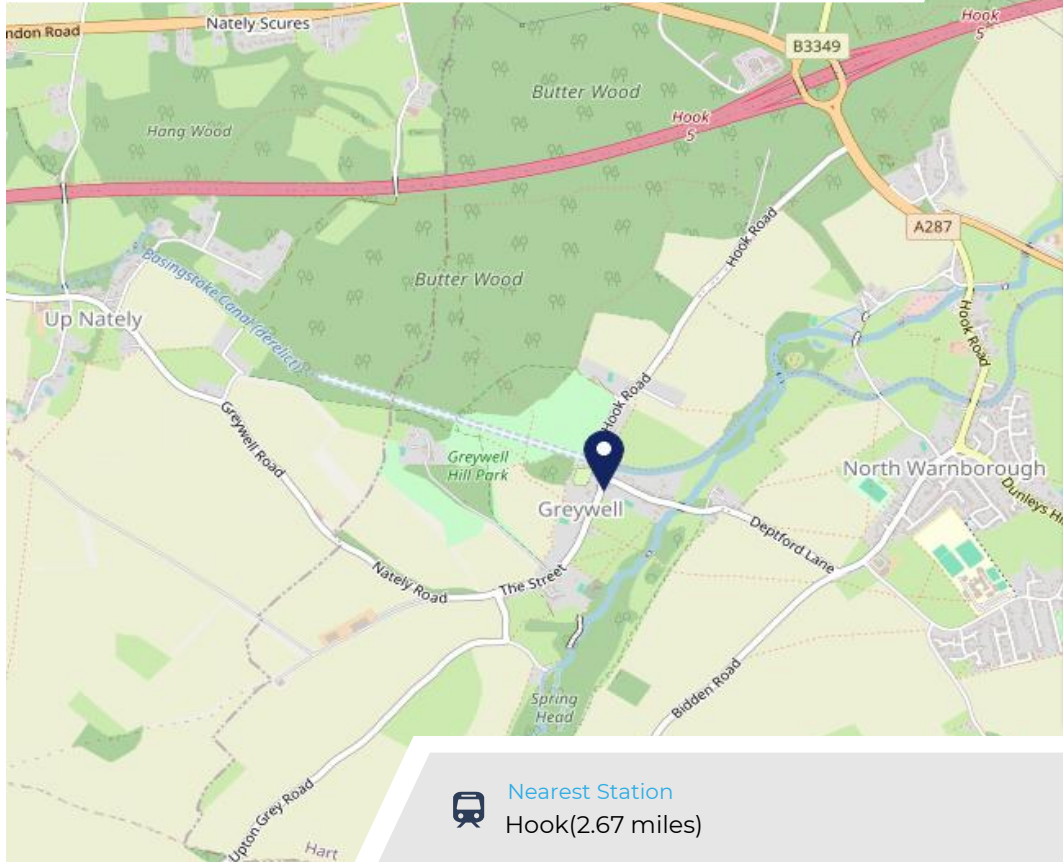 Nately Scures
ndon Road
Hook
5
B3349
Butter Wood
Hang Wood
Hook
5
A287
Hook Road
Basingstoke Canal (derelict)
Butter Wood
Up Nately
Hook Road
Hook Road
Greywell Road
Greywell
Hill Park
North Warnborough
Greywell
Dunleys H
Deptford Lane
Nately Road
The Street
Bidden Road
Spring
Head
Upton Grey Road
Hart
Nearest Station
Hook(2.67 miles)